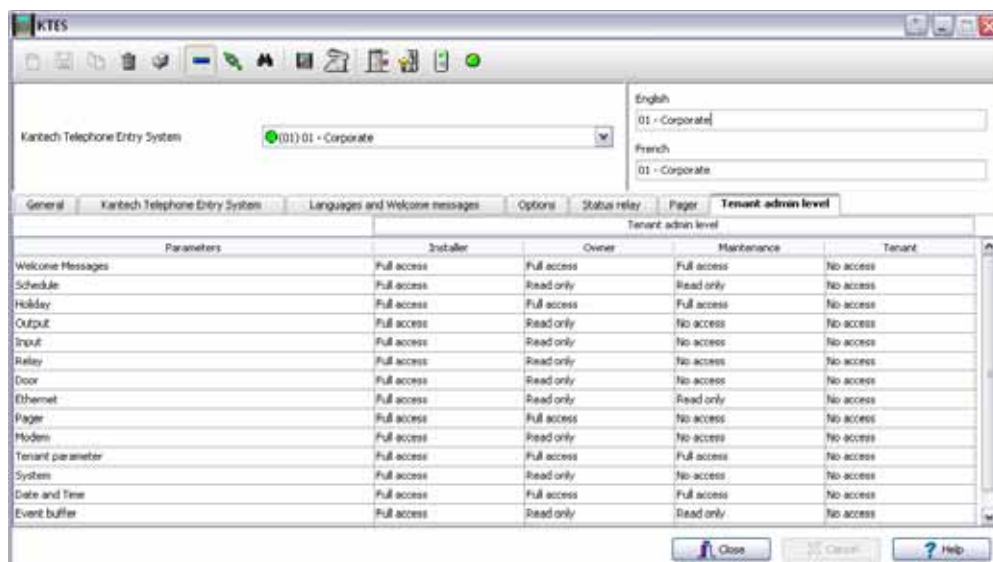 KTES
English
01 - Corporate
Kantech Telephone Entry System (01) 01 - Corporate
French
01 - Corporate
General Kantech Telephone Entry System Languages and Welcome messages Options Status relay Pager Tenant admin level
Tenant admin level
Parameters Installer Owner Maintenance Tenant
Welcome Messages Full access Full access Full access No access
Schedule Full access Read only Read only No access
Holiday Full access Full access Full access No access
Output Full access Read only No access No access
Input Full access Read only No access No access
Relay Full access Read only No access No access
Door Full access Read only No access No access
Ethernet Full access Read only Read only No access
Pager Full access Full access No access No access
Modem Full access Read only No access No access
Tenant parameter Full access Full access Full access No access
System Full access Read only No access No access
Date and Time Full access Full access Full access No access
Event buffer Full access Read only Read only No access
Close Cancel Help